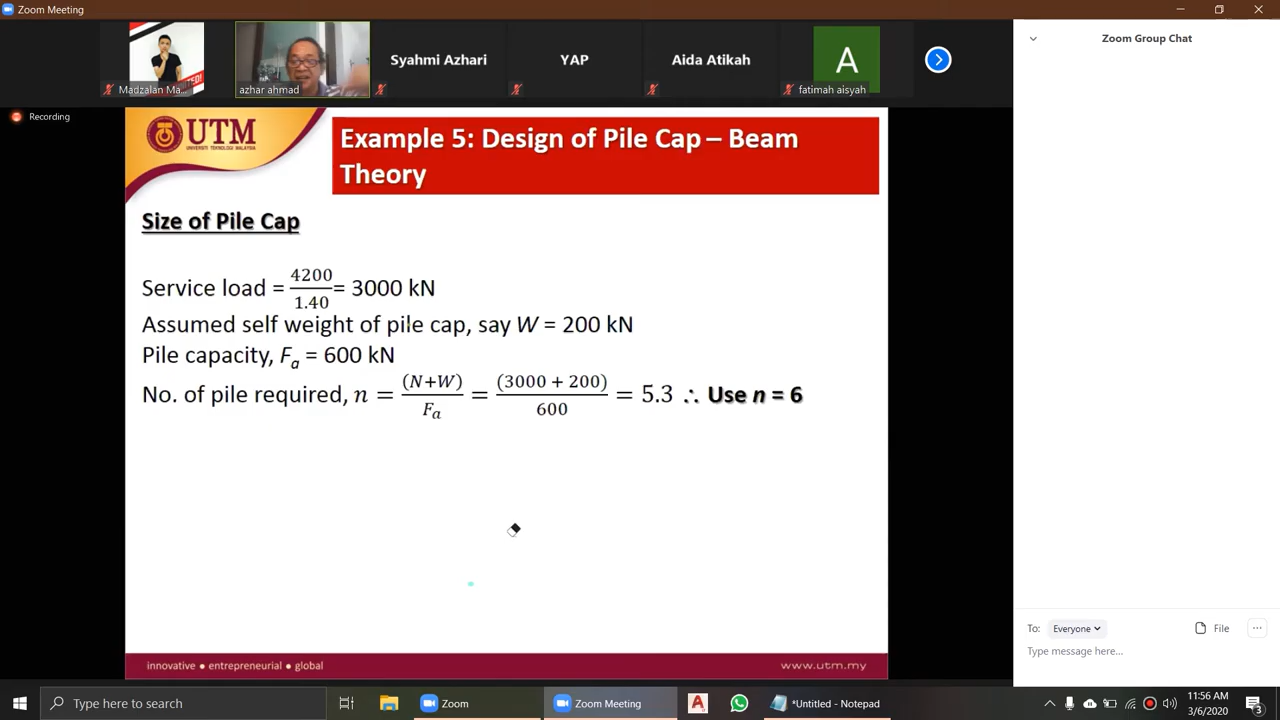 Zoom Meeting
Zoom Group Chat
Madzalan Ma...
azhar ahmad
Syahmi Azhari
YAP
Aida Atikah
A
fatimah aisyah
Recording
UTM
UNIVERSITI TEKNOLOGI MALAYSIA
Example 5: Design of Pile Cap – Beam
Theory
Size of Pile Cap
Service load = 4200/1.40 = 3000 kN
Assumed self weight of pile cap, say W = 200 kN
Pile capacity, Fa = 600 kN
No. of pile required, n = (N+W)/Fa = (3000 + 200)/600 = 5.3 ∴ Use n = 6
innovative ● entrepreneurial ● global
www.utm.my
To: Everyone
File
...
Type message here...
Type here to search
Zoom
Zoom Meeting
A
*Untitled - Notepad
11:56 AM
3/6/2020
3